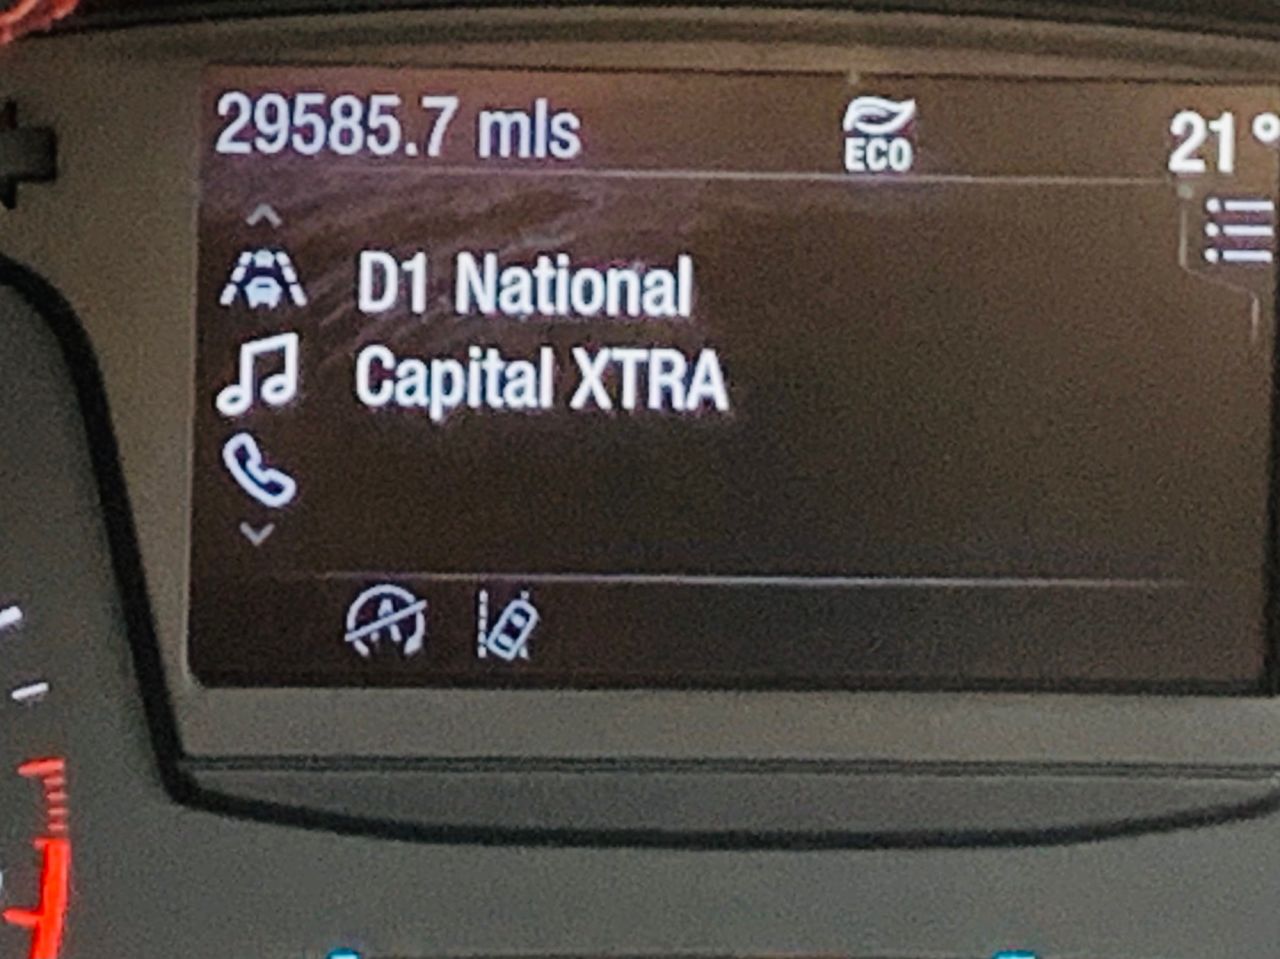 29585.7 mls
ECO
21°
D1 National
Capital XTRA
A